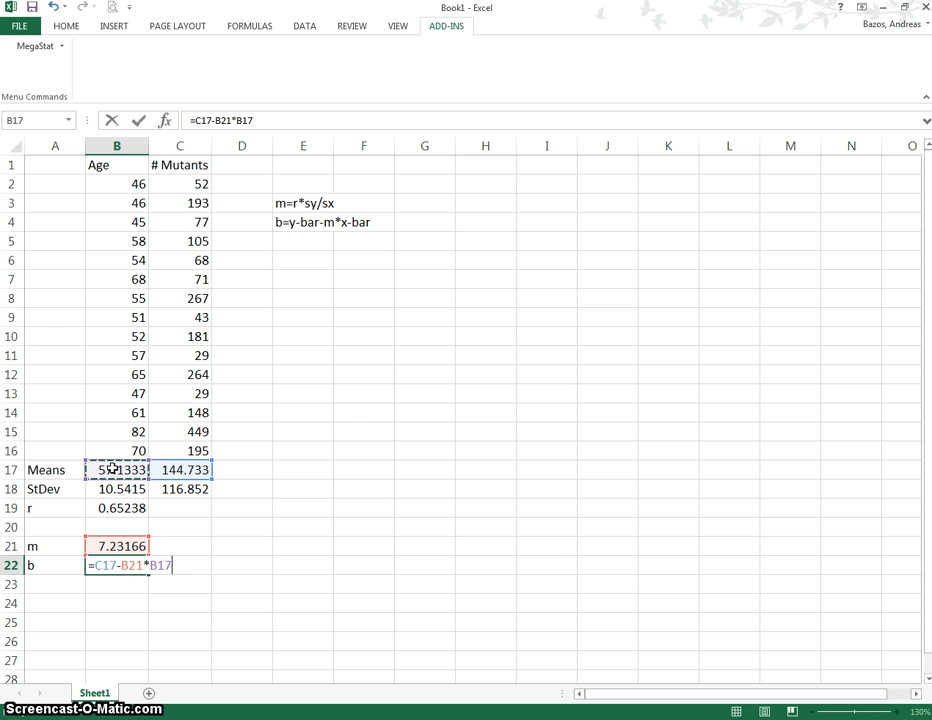 Book1 - Excel
FILE HOME INSERT PAGE LAYOUT FORMULAS DATA REVIEW VIEW ADD-INS Bazos, Andreas
MegaStat
Menu Commands
B17 fx =C17-B21*B17
A B C D E F G H I J K L M N O
1 Age # Mutants
2 46 52
3 46 193 m=r*sy/sx
4 45 77 b=y-bar-m*x-bar
5 58 105
6 54 68
7 68 71
8 55 267
9 51 43
10 52 181
11 57 29
12 65 264
13 47 29
14 61 148
15 82 449
16 70 195
17 Means 144.733
18 StDev 10.5415 116.852
19 r 0.65238
20
21 m 7.23166
22 b =C17-B21*B17
23
24
25
26
27
28
Sheet1
Screencast-O-Matic.com 130%